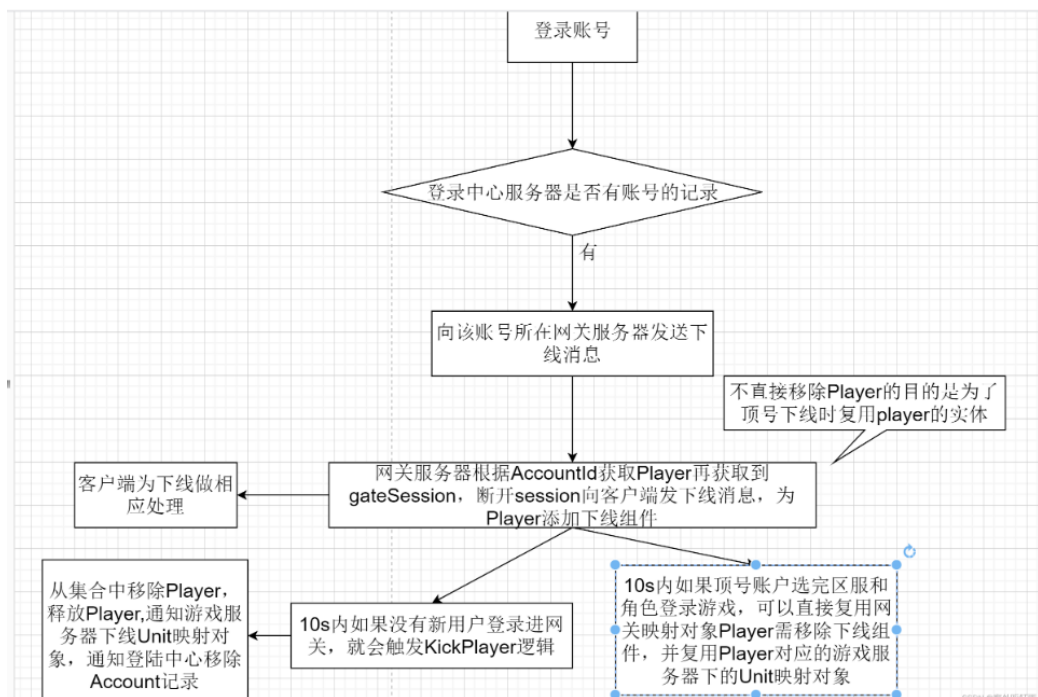 登录账号
登录中心服务器是否有账号的记录
有
向该账号所在网关服务器发送下
线消息
不直接移除Player的目的是为了
顶号下线时复用player的实体
网关服务器根据AccountId获取Player再获取到
gateSession，断开session向客户端发下线消息，为
Player添加下线组件
客户端为下线做相
应处理
从集合中移除Player，
释放Player,通知游戏服
务器下线Unit映射对
象，通知登陆中心移除
Account记录
10s内如果没有新用户登录进网
关，就会触发KickPlayer逻辑
10s内如果顶号账户选完区服和
角色登录游戏，可以直接复用网
关映射对象Player需移除下线组
件，并复用Player对应的游戏服
务器下的Unit映射对象